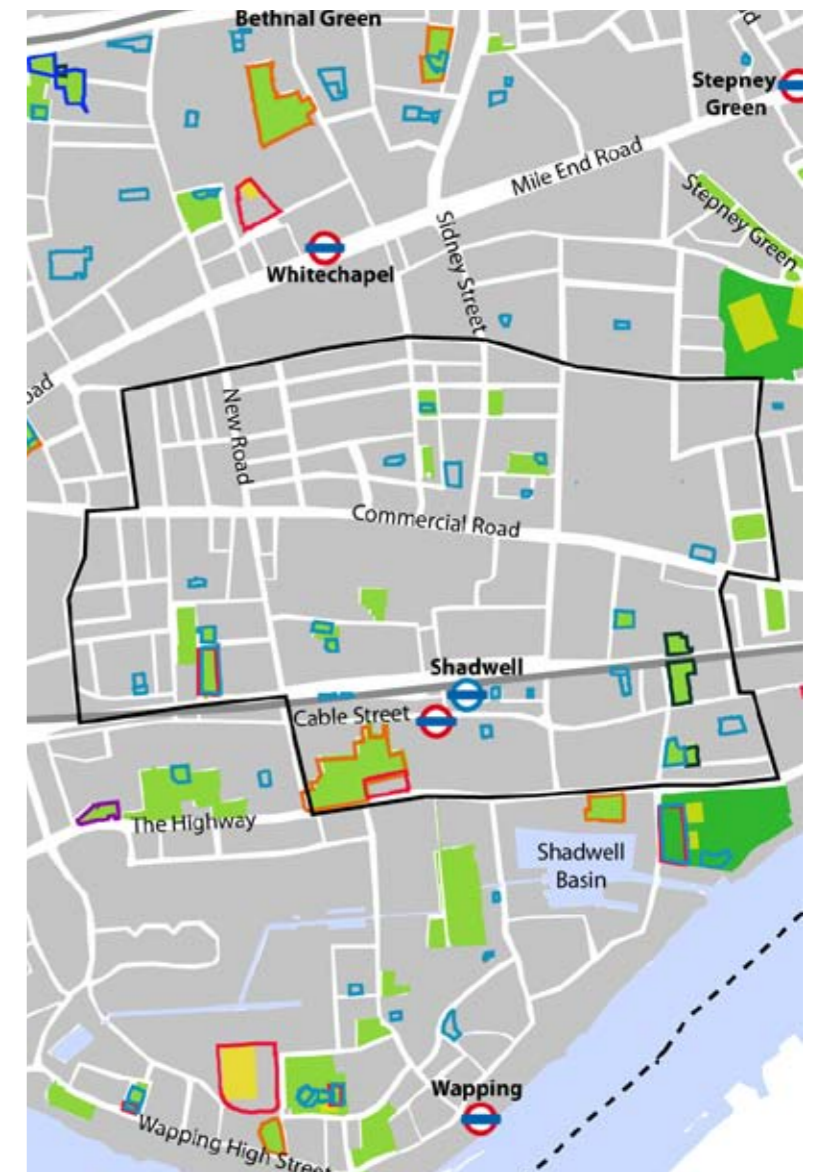 Bethnal Green
Stepney
Green
Mile End Road
Stepney Green
Sidney Street
Whitechapel
New Road
Commercial Road
Shadwell
Cable Street
The Highway
Shadwell
Basin
Wapping
Wapping High Street